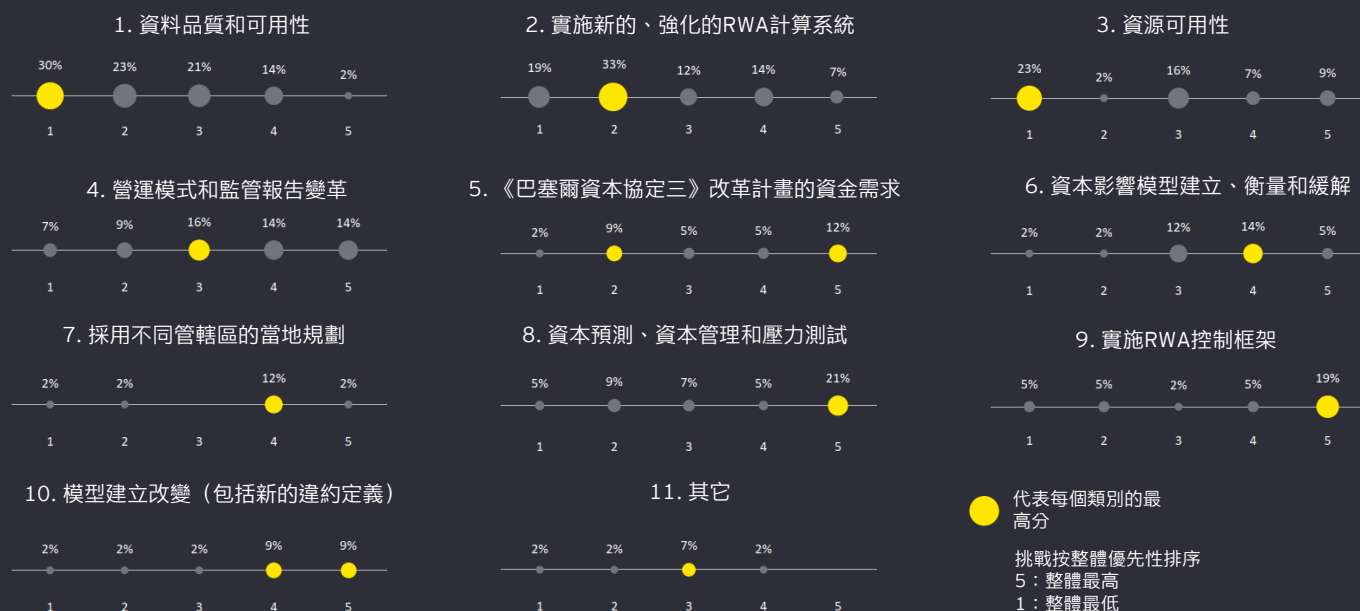 1. 資料品質和可用性
30% 23% 21% 14% 2%
1 2 3 4 5
2. 實施新的、強化的RWA計算系統
19% 33% 12% 14% 7%
1 2 3 4 5
3. 資源可用性
23% 2% 16% 7% 9%
1 2 3 4 5
4. 營運模式和監管報告變革
7% 9% 16% 14% 14%
1 2 3 4 5
5. 《巴塞爾資本協定三》改革計畫的資金需求
2% 9% 5% 5% 12%
1 2 3 4 5
6. 資本影響模型建立、衡量和緩解
2% 2% 12% 14% 5%
1 2 3 4 5
7. 採用不同管轄區的當地規劃
2% 2% 12% 2%
1 2 3 4 5
8. 資本預測、資本管理和壓力測試
5% 9% 7% 5% 21%
1 2 3 4 5
9. 實施RWA控制框架
5% 5% 2% 5% 19%
1 2 3 4 5
10. 模型建立改變（包括新的違約定義）
2% 2% 2% 9% 9%
1 2 3 4 5
11. 其它
2% 2% 7% 2%
1 2 3 4 5
代表每個類別的最
高分
挑戰按整體優先性排序
5：整體最高
1：整體最低